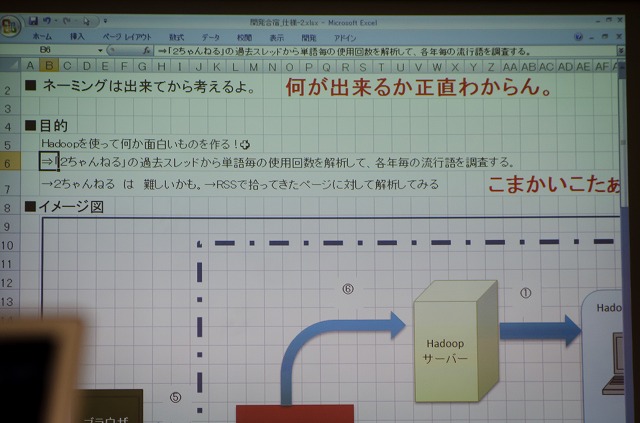 開発合宿_仕様-2.xlsx - Microsoft Excel
ホーム 挿入 ページ レイアウト 数式 データ 校閲 表示 開発 アドイン
B6 ⇒「2ちゃんねる」の過去スレッドから単語毎の使用回数を解析して、各年毎の流行語を調査する。
A B C D E F G H I J K L M N O P Q R S T U V W X Y Z AA AB AC AD AE AF
2 ■ ネーミングは出来てから考えるよ。 何が出来るか正直わからん。
3
4 ■ 目的
5 Hadoopを使って何か面白いものを作る!
6 ⇒「2ちゃんねる」の過去スレッドから単語毎の使用回数を解析して、各年毎の流行語を調査する。
7 →2ちゃんねる は 難しいかも。→RSSで拾ってきたページに対して解析してみる こまかいこたぁ
8 ■ イメージ図
9
10
11
12 ⑥ ①
13 Hadoo
Hadoop
サーバー
⑤
ブラウザ